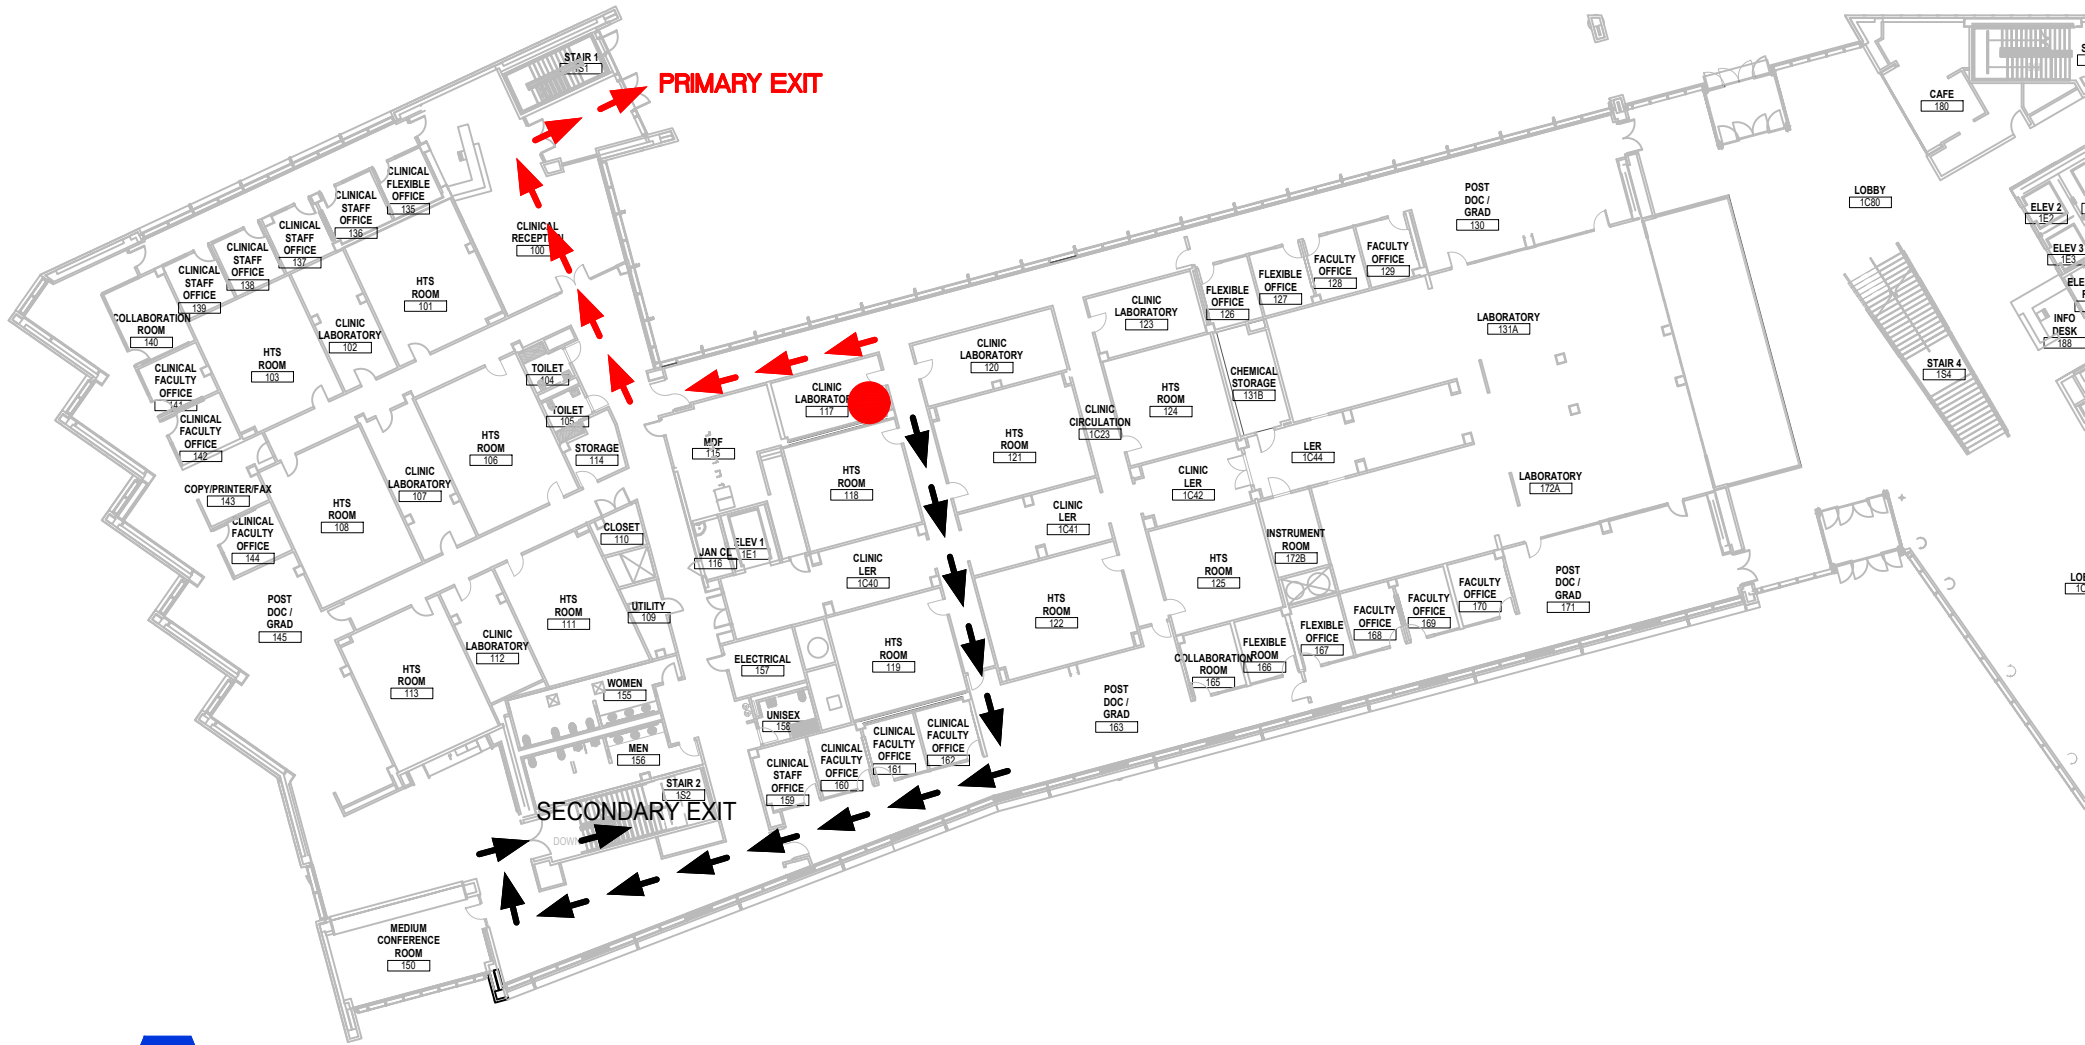 STAIR 1
1S1
PRIMARY EXIT
CAFE
180
LOBBY
1C80
ELEV 2
1E2
ELEV 3
1E3
INFO
DESK
188
STAIR 4
1S4
CLINICAL
FLEXIBLE
OFFICE
135
CLINICAL
STAFF
OFFICE
136
CLINICAL
STAFF
OFFICE
137
CLINICAL
STAFF
OFFICE
138
CLINICAL
STAFF
OFFICE
139
COLLABORATION
ROOM
140
CLINICAL
FACULTY
OFFICE
141
CLINICAL
FACULTY
OFFICE
142
COPY/PRINTER/FAX
143
CLINICAL
FACULTY
OFFICE
144
POST
DOC /
GRAD
145
CLINICAL
RECEPTION
100
HTS
ROOM
101
CLINIC
LABORATORY
102
HTS
ROOM
103
TOILET
104
TOILET
105
STORAGE
114
HTS
ROOM
106
CLINIC
LABORATORY
107
HTS
ROOM
108
CLOSET
110
UTILITY
109
HTS
ROOM
111
CLINIC
LABORATORY
112
HTS
ROOM
113
WOMEN
155
MEN
156
STAIR 2
1S2
SECONDARY EXIT
DOWN
MEDIUM
CONFERENCE
ROOM
150
MDF
115
JAN CL
116
ELEV 1
1E1
CLINIC
LABORATORY
117
HTS
ROOM
118
CLINIC
LER
1C40
HTS
ROOM
119
ELECTRICAL
157
UNISEX
158
CLINICAL
STAFF
OFFICE
159
CLINICAL
FACULTY
OFFICE
160
CLINICAL
FACULTY
OFFICE
161
CLINICAL
FACULTY
OFFICE
162
CLINIC
LABORATORY
120
HTS
ROOM
121
CLINIC
LER
1C41
HTS
ROOM
122
CLINIC
CIRCULATION
1C23
CLINIC
LABORATORY
123
HTS
ROOM
124
CLINIC
LER
1C42
HTS
ROOM
125
POST
DOC /
GRAD
163
COLLABORATION
ROOM
165
FLEXIBLE
ROOM
166
FLEXIBLE
OFFICE
167
FACULTY
OFFICE
168
FACULTY
OFFICE
169
FACULTY
OFFICE
170
POST
DOC /
GRAD
171
FLEXIBLE
OFFICE
126
FLEXIBLE
OFFICE
127
FACULTY
OFFICE
128
FACULTY
OFFICE
129
POST
DOC /
GRAD
130
CHEMICAL
STORAGE
131B
LABORATORY
131A
LER
1C44
LABORATORY
172A
INSTRUMENT
ROOM
172B